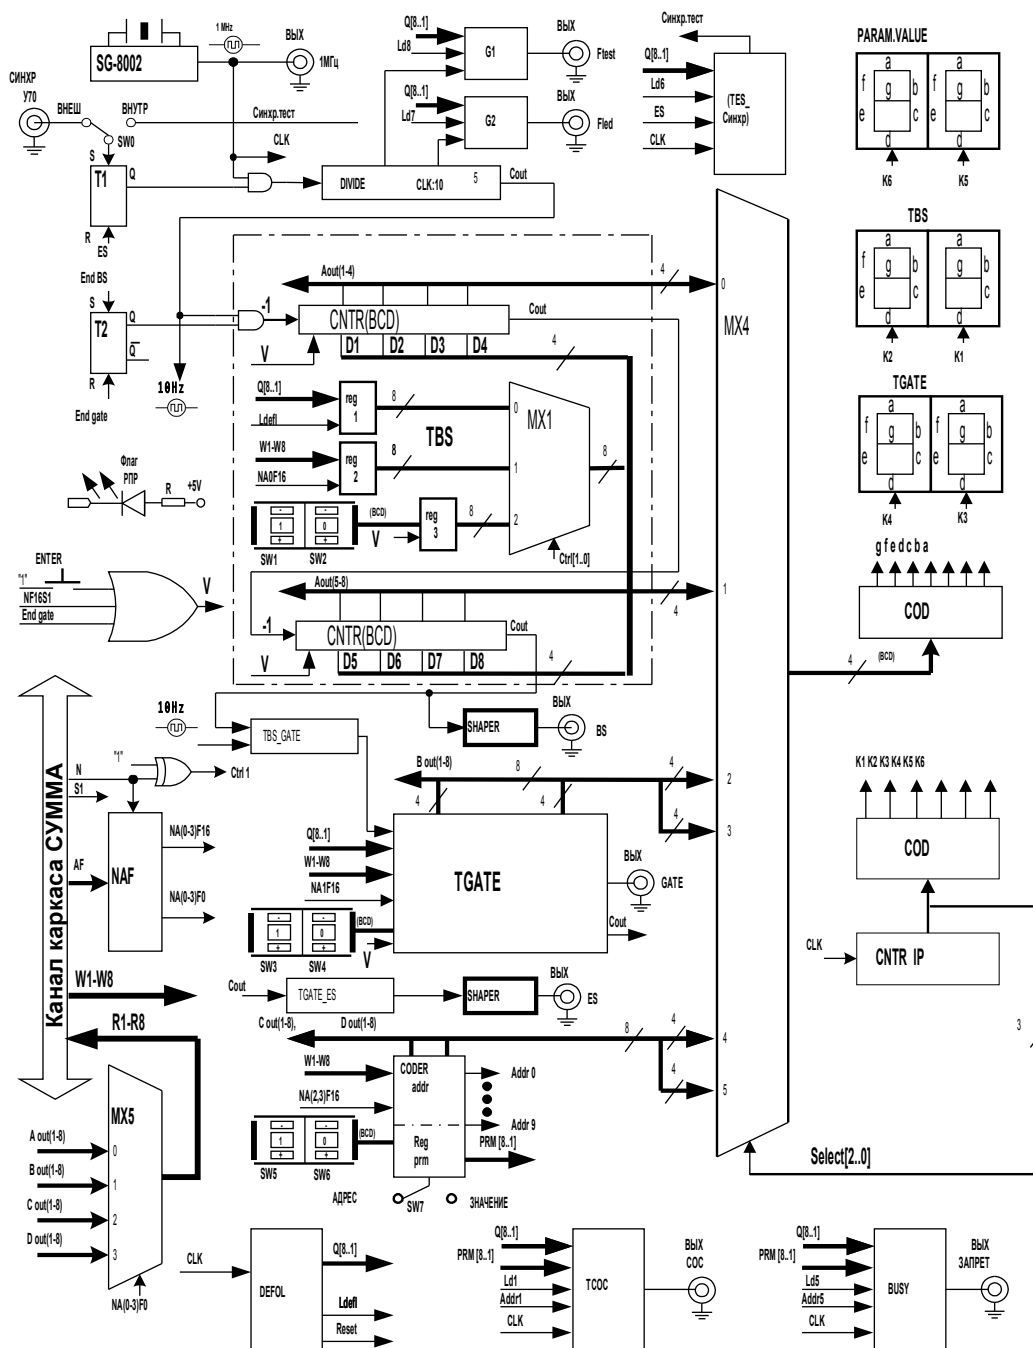 1 MHz
SG-8002
ВЫХ
1МГц
Q[8..1]
Ld8
G1
ВЫХ
Ftest
Q[8..1]
Ld7
G2
ВЫХ
Fled
Синхр.тест
Q[8..1]
Ld6
ES
CLK
(TES_
Синхр)
PARAM.VALUE
a
f
g
b
e
c
d
K6
K5
СИНХР
У70
ВНЕШ
ВНУТР
SW0
Синхр.тест
CLK
S
T1
Q
R
ES
DIVIDE
CLK:10
5
Cout
End BS
S
T2
Q
Q
R
End gate
10Hz
TBS
a
f
g
b
e
c
d
K2
K1
Aout(1-4)
4
0
-1
CNTR(BCD)
Cout
V
D1
D2
D3
D4
4
MX4
Q[8..1]
Ldefl
reg
1
8
0
MX1
TBS
W1-W8
NA0F16
reg
2
8
1
8
1
0
(BCD)
V
reg
3
8
2
SW1
SW2
Ctrl[1..0]
TGATE
a
f
g
b
e
c
d
K4
K3
Флаг
РПР
R
+5V
ENTER
"1"
NF16S1
End gate
V
Aout(5-8)
4
1
-1
CNTR(BCD)
Cout
V
D5
D6
D7
D8
4
g f e d c b a
COD
4
(BCD)
10Hz
TBS_GATE
SHAPER
ВЫХ
BS
Канал каркаса СУММА
N
"1"
Ctrl 1
S1
AF
NAF
NA(0-3)F16
NA(0-3)F0
B out(1-8)
8
4
4
4
2
4
3
Q[8..1]
W1-W8
NA1F16
TGATE
ВЫХ
GATE
Cout
1
0
(BCD)
V
SW3
SW4
K1 K2 K3 K4 K5 K6
COD
CLK
CNTR IP
3
W1-W8
R1-R8
Cout
TGATE_ES
SHAPER
ВЫХ
ES
C out(1-8),
D out(1-8)
8
4
4
4
5
W1-W8
NA(2,3)F16
CODER
addr
Addr 0
Addr 9
Reg
prm
PRM [8..1]
1
0
(BCD)
SW5
SW6
АДРЕС
SW7
ЗНАЧЕНИЕ
Select[2..0]
MX5
A out(1-8)
0
B out(1-8)
1
C out(1-8)
2
D out(1-8)
3
NA(0-3)F0
CLK
DEFOL
Q[8..1]
Ldefl
Reset
Q[8..1]
PRM [8..1]
Ld1
Addr1
CLK
TCOC
ВЫХ
СОС
Q[8..1]
PRM [8..1]
Ld5
Addr5
CLK
BUSY
ВЫХ
ЗАПРЕТ